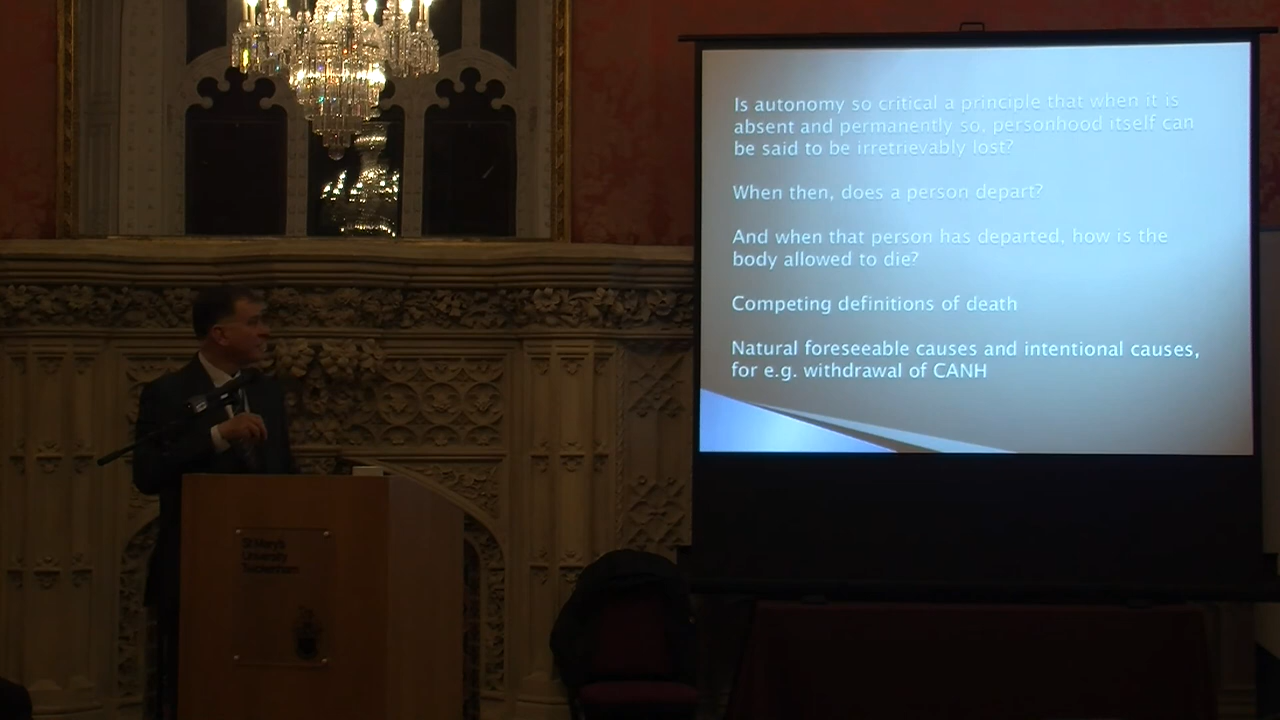 Is autonomy so critical a principle that when it is
absent and permanently so, personhood itself can
be said to be irretrievably lost?
When then, does a person depart?
And when that person has departed, how is the
body allowed to die?
Competing definitions of death
Natural foreseeable causes and intentional causes,
for e.g. withdrawal of CANH
St Mary's
University
Twickenham